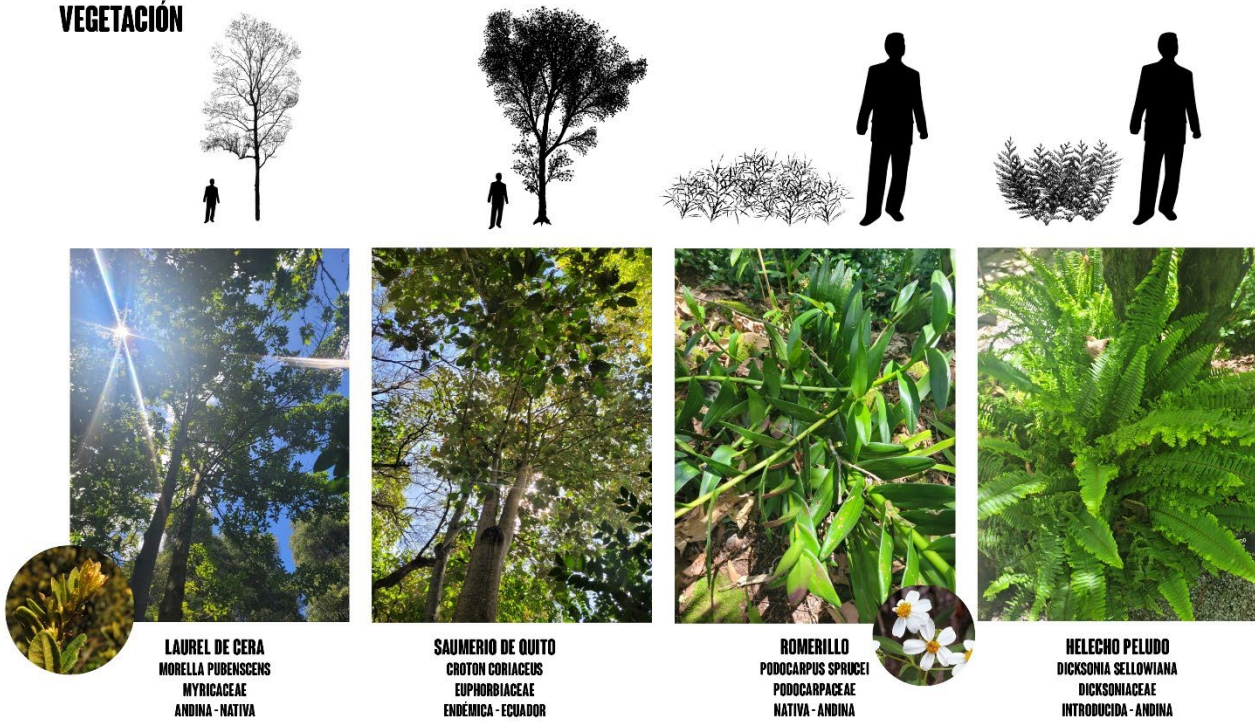 VEGETACIÓN
LAUREL DE CERA
MORELLA PUBENSCENS
MYRICACEAE
ANDINA - NATIVA
SAUMERIO DE QUITO
CROTON CORIACEUS
EUPHORBIACEAE
ENDÉMICA - ECUADOR
ROMERILLO
PODOCARPUS SPRUCEI
PODOCARPACEAE
NATIVA - ANDINA
HELECHO PELUDO
DICKSONIA SELLOWIANA
DICKSONIACEAE
INTRODUCIDA - ANDINA